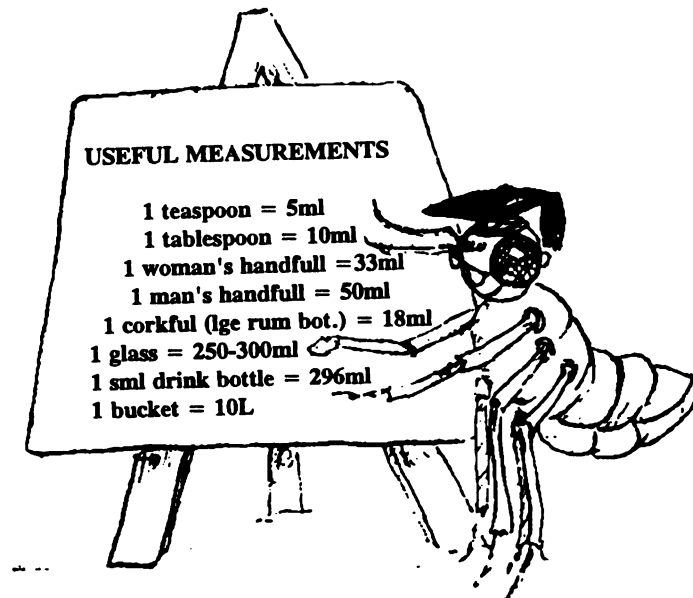 USEFUL MEASUREMENTS
1 teaspoon = 5ml
1 tablespoon = 10ml
1 woman's handfull =33ml
1 man's handfull = 50ml
1 corkful (lge rum bot.) = 18ml
1 glass = 250-300ml
1 sml drink bottle = 296ml
1 bucket = 10L